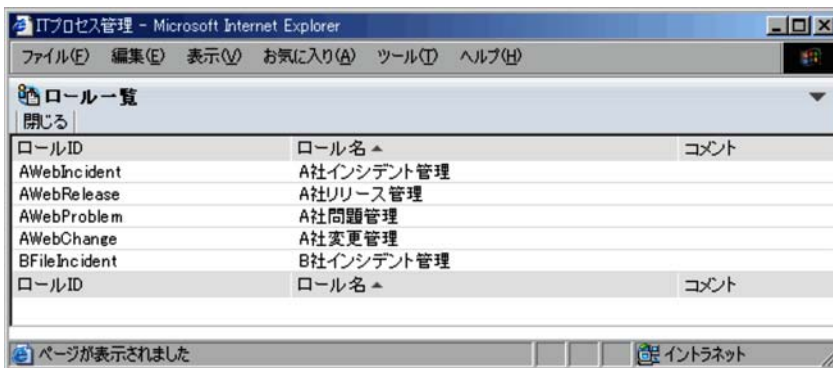 ITプロセス管理 - Microsoft Internet Explorer
ファイル(F) 編集(E) 表示(V) お気に入り(A) ツール(T) ヘルプ(H)
ロール一覧
閉じる
ロールID ロール名▲ コメント
AWebIncident A社インシデント管理
AWebRelease A社リリース管理
AWebProblem A社問題管理
AWebChange A社変更管理
BFileIncident B社インシデント管理
ロールID ロール名▲ コメント
ページが表示されました イントラネット